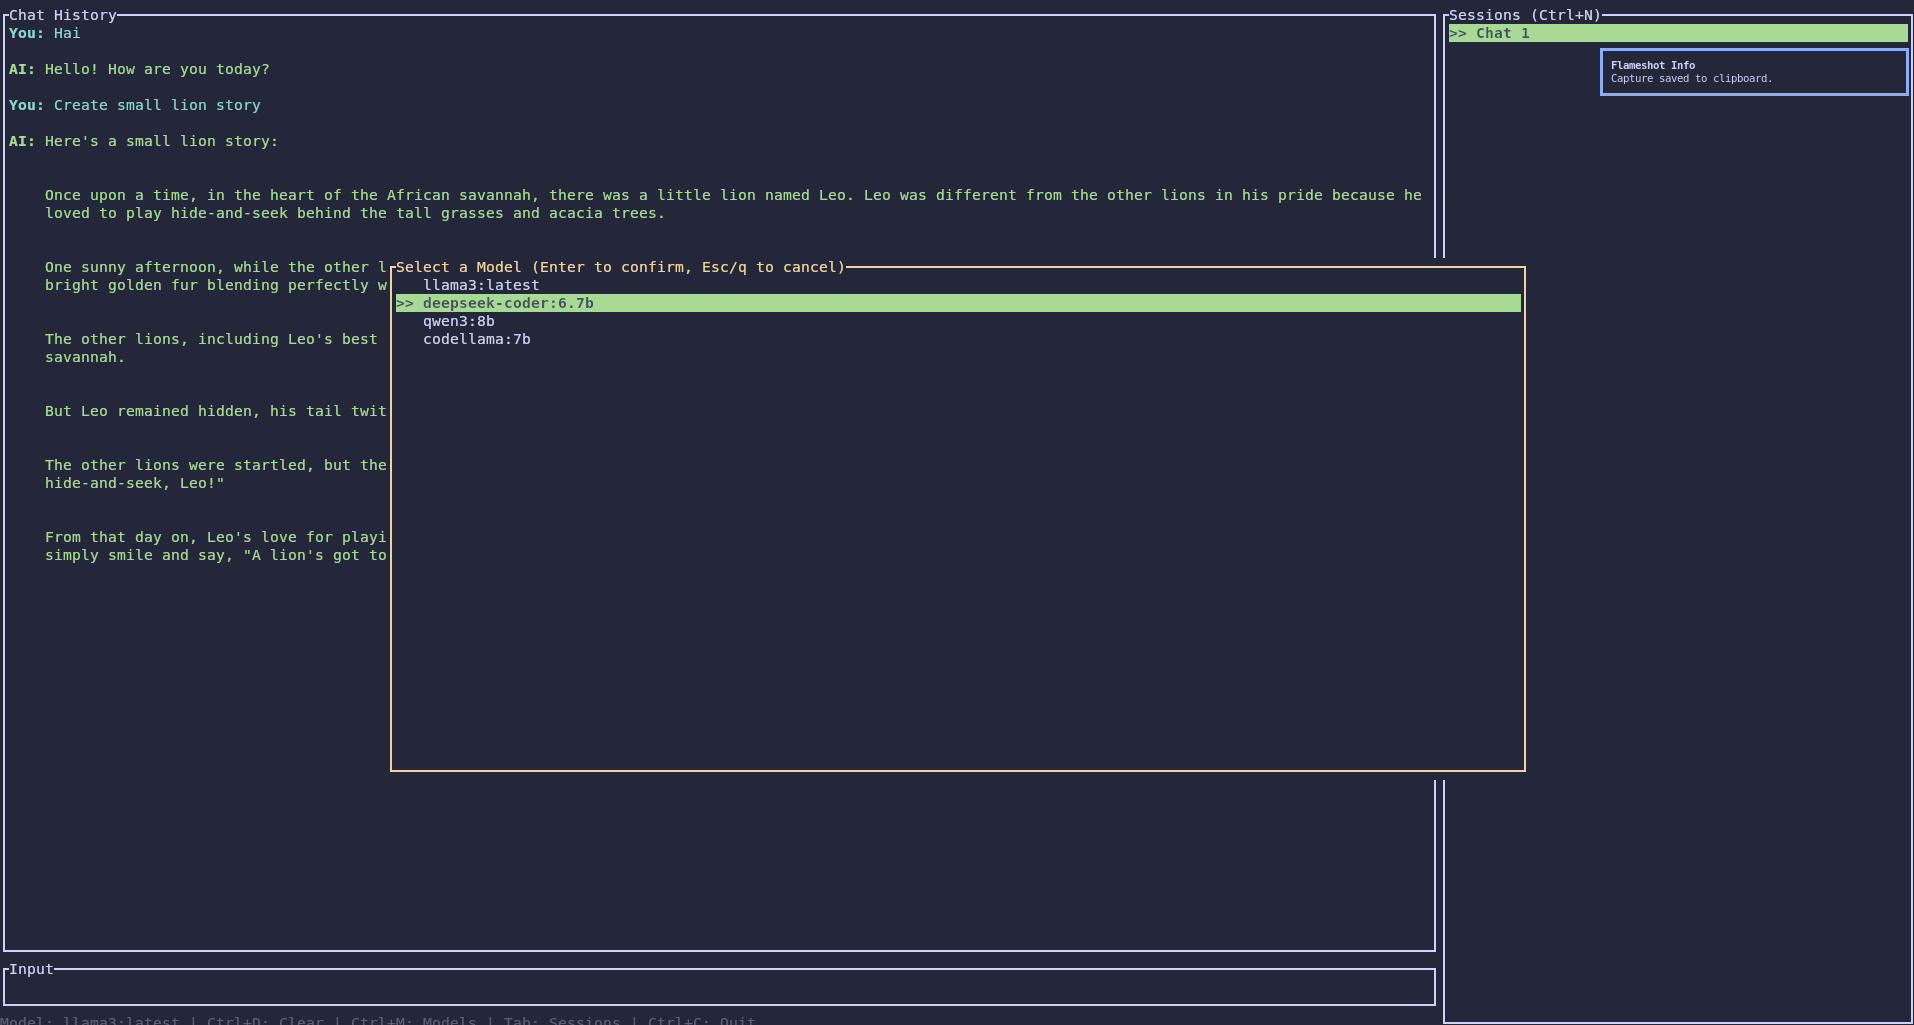 Chat History
You: Hai
AI: Hello! How are you today?
You: Create small lion story
AI: Here's a small lion story:
Once upon a time, in the heart of the African savannah, there was a little lion named Leo. Leo was different from the other lions in his pride because he
loved to play hide-and-seek behind the tall grasses and acacia trees.
One sunny afternoon, while the other l
bright golden fur blending perfectly w
The other lions, including Leo's best
savannah.
But Leo remained hidden, his tail twit
The other lions were startled, but the
hide-and-seek, Leo!"
From that day on, Leo's love for playi
simply smile and say, "A lion's got to
Select a Model (Enter to confirm, Esc/q to cancel)
llama3:latest
>> deepseek-coder:6.7b
qwen3:8b
codellama:7b
Input
Model: llama3:latest | Ctrl+D: Clear | Ctrl+M: Models | Tab: Sessions | Ctrl+C: Quit
Sessions (Ctrl+N)
>> Chat 1
Flameshot Info
Capture saved to clipboard.